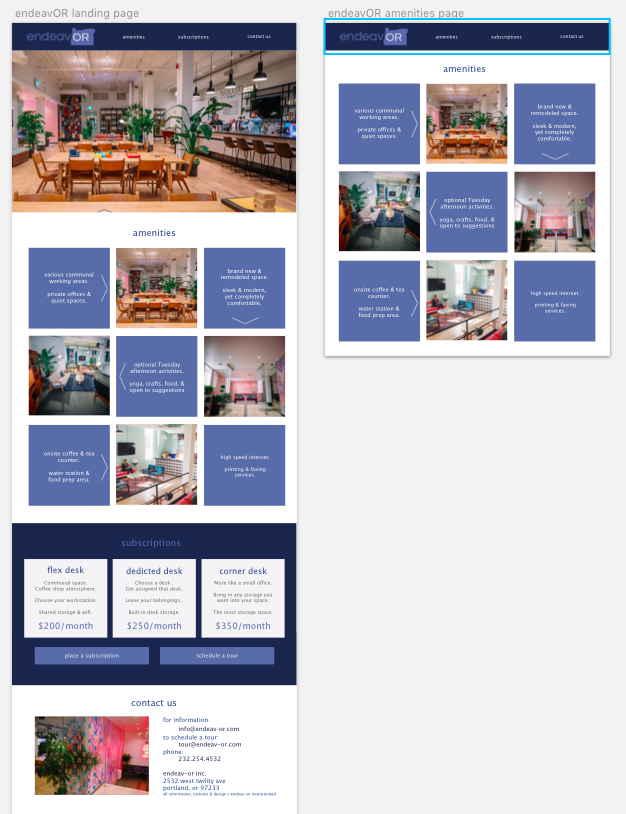 endeavOR landing page
endeavOR
amenities
subscriptions
contact us
amenities
various communal
working areas.
private offices &
quiet spaces.
brand new &
remodeled space.
sleek & modern,
yet completely
comfortable.
optional Tuesday
afternoon activities.
yoga, crafts, food, &
open to suggestions
onsite coffee & tea
counter.
water station &
food prep area.
high speed internet.
printing & faxing
services.
subscriptions
flex desk
Communal space.
Coffee shop atmosphere.
Choose your workstation.
Shared storage & wifi.
$200/month
dedicted desk
Choose a desk.
Get assigned that desk.
Leave your belongings..
Built in desk storage.
$250/month
corner desk
More like a small office.
Bring in any storage you
want into your space.
The most storage space.
$350/month
place a subscription
schedule a tour
contact us
for information
info@endeav-or.com
to schedule a tour:
tour@endeav-or.com
phone:
232.254.4532
endeav-or inc.
2532 west twility ave
portland, or 97233
all information, pictures & designs endeav-or incorporated
endeavOR amenities page
endeavOR
amenities
subscriptions
contact us
amenities
various communal
working areas.
private offices &
quiet spaces.
brand new &
remodeled space.
sleek & modern,
yet completely
comfortable.
optional Tuesday
afternoon activities.
yoga, crafts, food, &
open to suggestions
onsite coffee & tea
counter.
water station &
food prep area.
high speed internet.
printing & faxing
services.